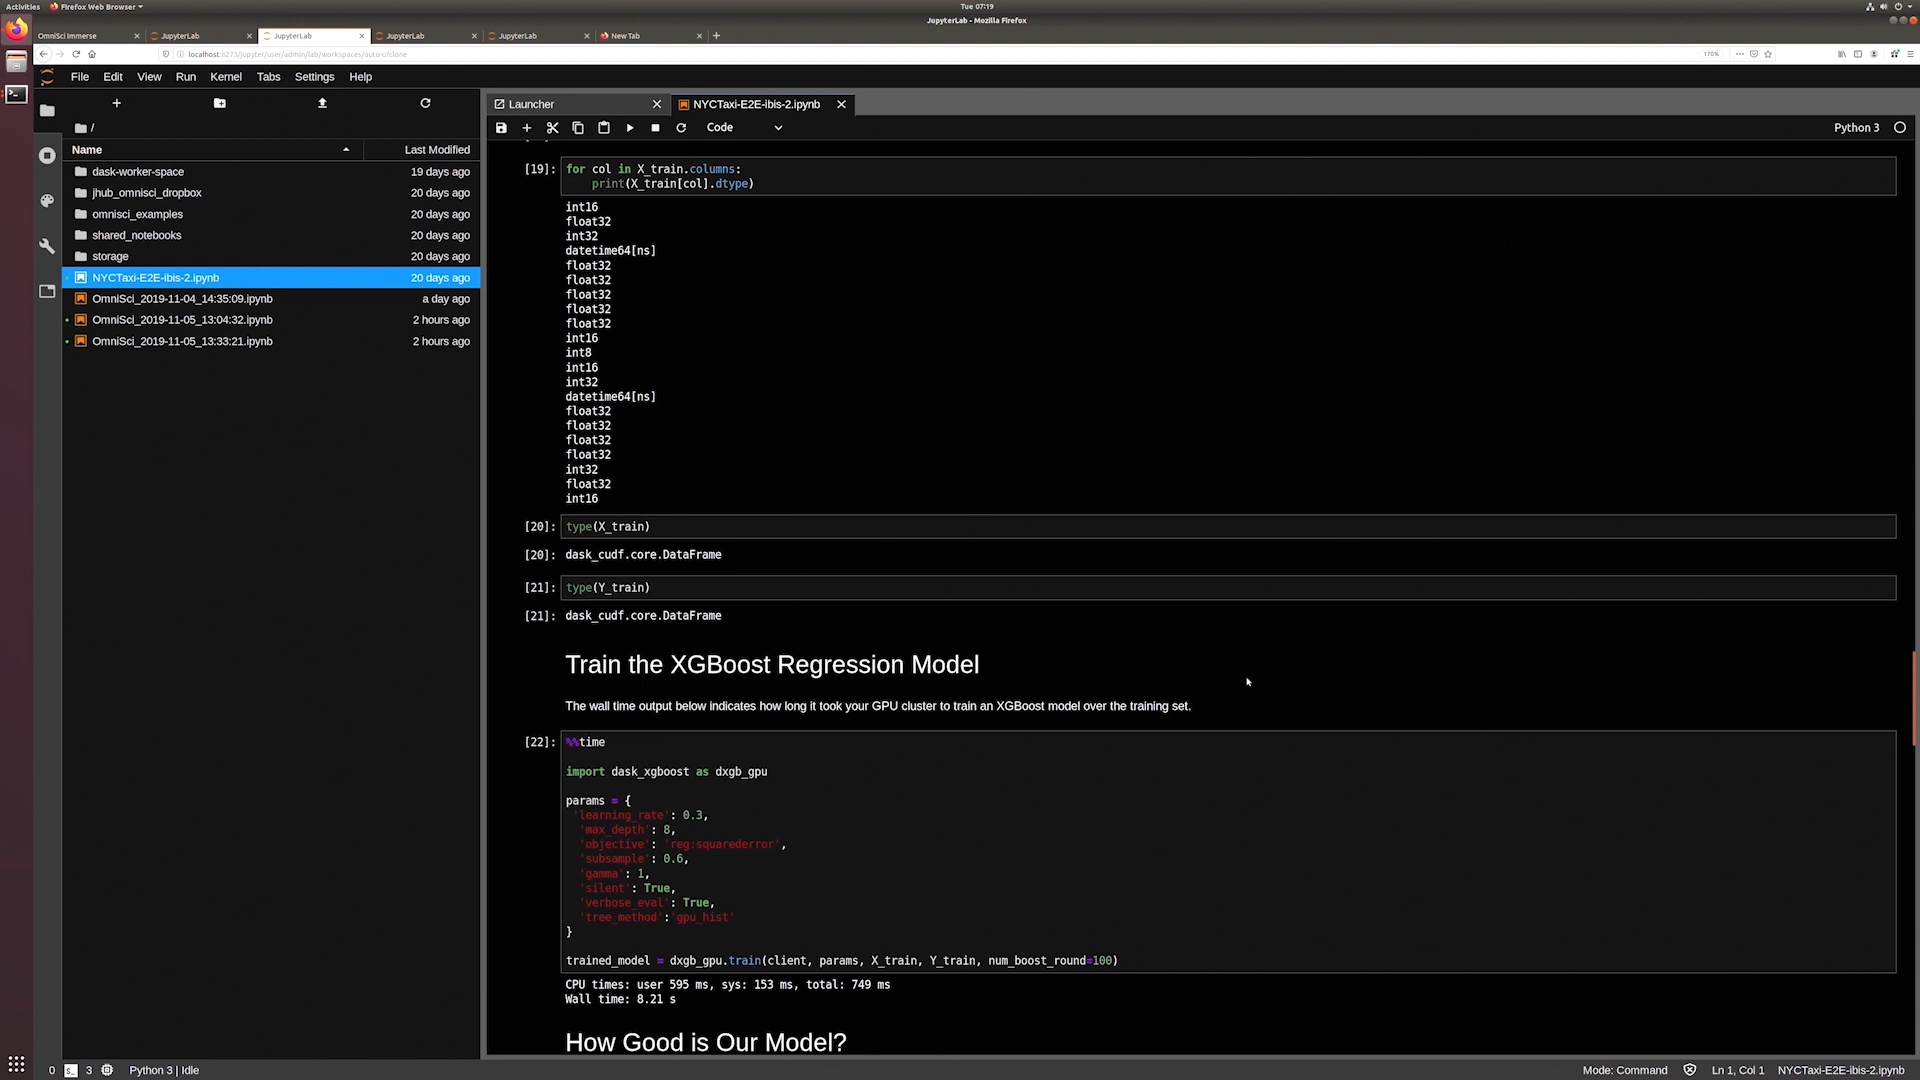 Activities
Firefox Web Browser
Tue 07:19
JupyterLab - Mozilla Firefox
OmniSci Immerse
JupyterLab
JupyterLab
JupyterLab
JupyterLab
New Tab
localhost:6273/jupyter/user/admin/lab/workspaces/auto-u?clone
170%
File Edit View Run Kernel Tabs Settings Help
Launcher
NYCTaxi-E2E-ibis-2.ipynb
Code
Python 3
/
Name
Last Modified
dask-worker-space 19 days ago
jhub_omnisci_dropbox 20 days ago
omnisci_examples 20 days ago
shared_notebooks 20 days ago
storage 20 days ago
NYCTaxi-E2E-ibis-2.ipynb 20 days ago
OmniSci_2019-11-04_14:35:09.ipynb a day ago
OmniSci_2019-11-05_13:04:32.ipynb 2 hours ago
OmniSci_2019-11-05_13:33:21.ipynb 2 hours ago
[19]: for col in X_train.columns:
print(X_train[col].dtype)
int16
float32
int32
datetime64[ns]
float32
float32
float32
float32
float32
int16
int8
int16
int32
datetime64[ns]
float32
float32
float32
float32
int32
float32
int16
[20]: type(X_train)
[20]: dask_cudf.core.DataFrame
[21]: type(Y_train)
[21]: dask_cudf.core.DataFrame
Train the XGBoost Regression Model
The wall time output below indicates how long it took your GPU cluster to train an XGBoost model over the training set.
[22]: %%time
import dask_xgboost as dxgb_gpu
params = {
'learning_rate': 0.3,
'max_depth': 8,
'objective': 'reg:squarederror',
'subsample': 0.6,
'gamma': 1,
'silent': True,
'verbose_eval': True,
'tree_method':'gpu_hist'
}
trained_model = dxgb_gpu.train(client, params, X_train, Y_train, num_boost_round=100)
CPU times: user 595 ms, sys: 153 ms, total: 749 ms
Wall time: 8.21 s
How Good is Our Model?
0
3
Python 3 | Idle
Mode: Command
Ln 1, Col 1
NYCTaxi-E2E-ibis-2.ipynb